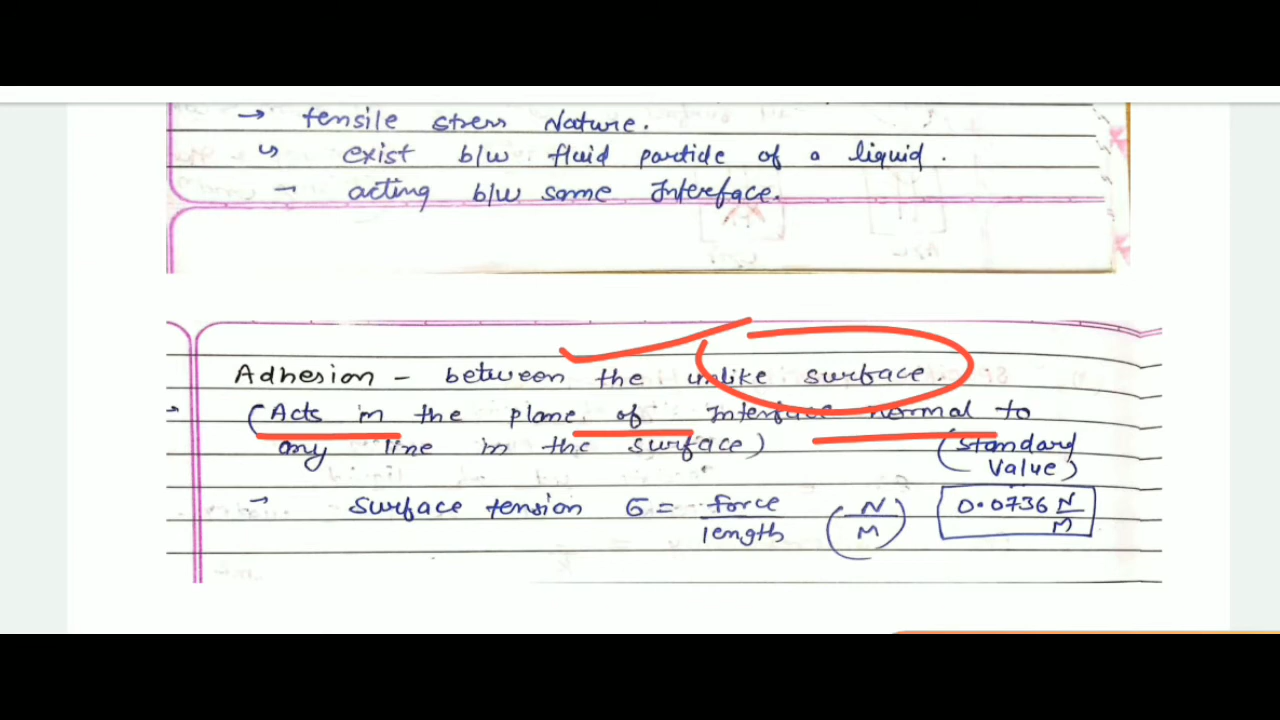 → tensile stress Nature.
↳ exist b/w fluid particle of a liquid.
→ acting b/w same Interface.
Adhesion - between the unlike surface.
→ (Acts in the plane of Interface normal to
any line in the surface)
(standard
value)
→ surface tension σ = force/length (N/M) 0.0736 N/M